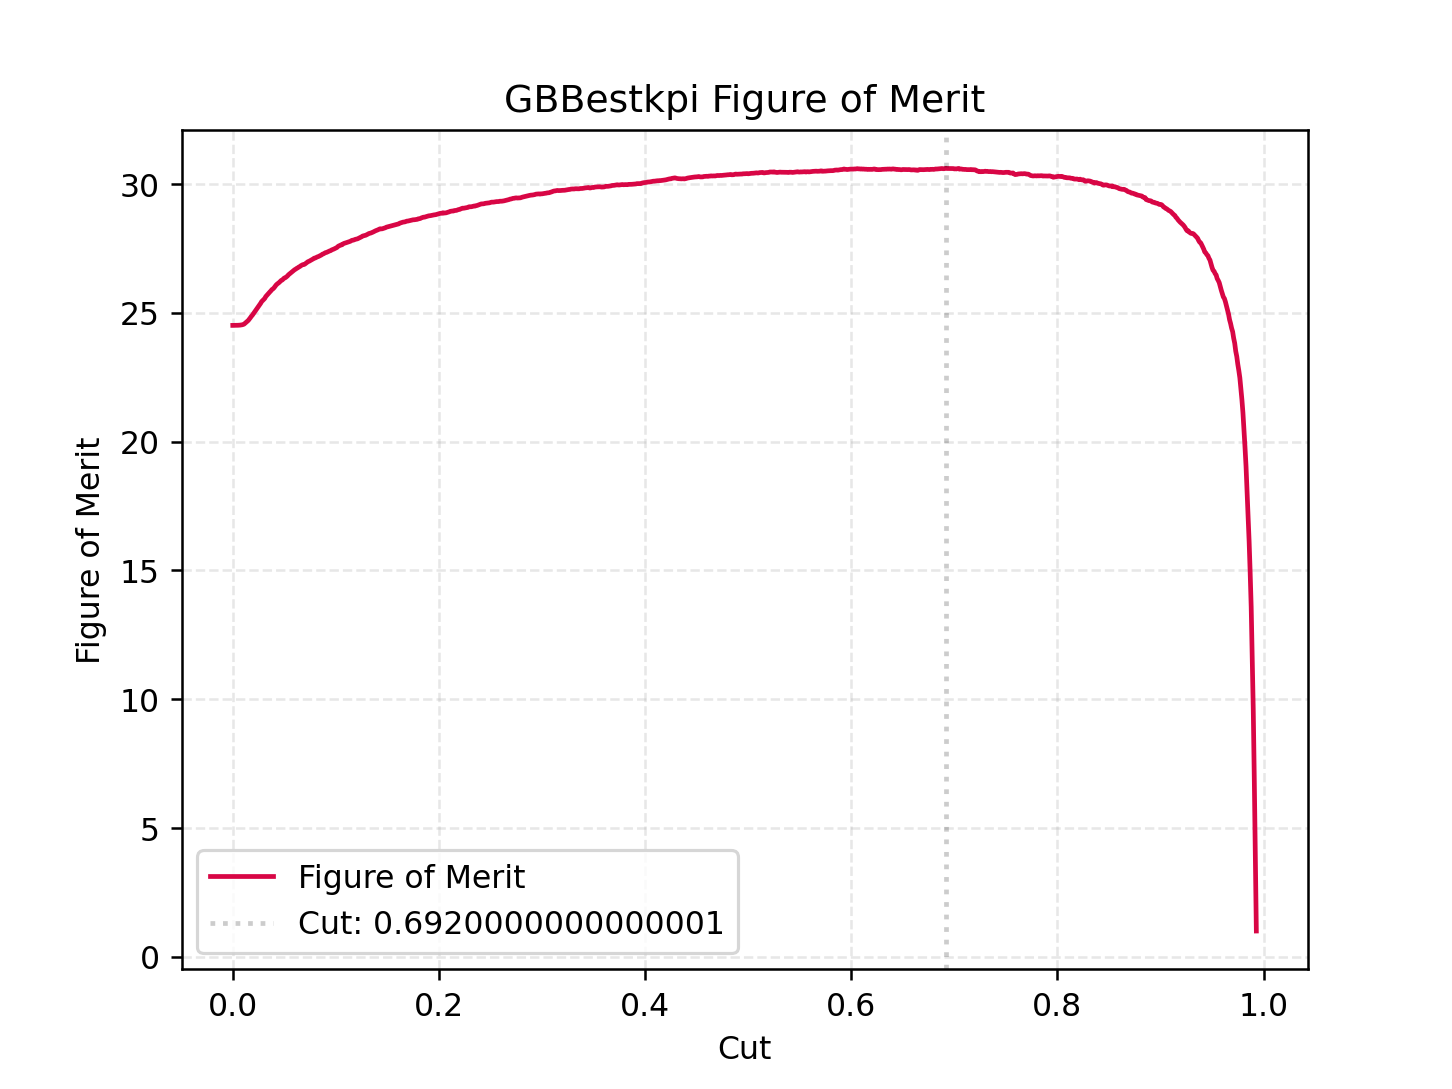 GBBestkpi Figure of Merit
Figure of Merit
30
25
20
15
10
5
0
Figure of Merit
Cut: 0.6920000000000001
0.0 0.2 0.4 0.6 0.8 1.0
Cut